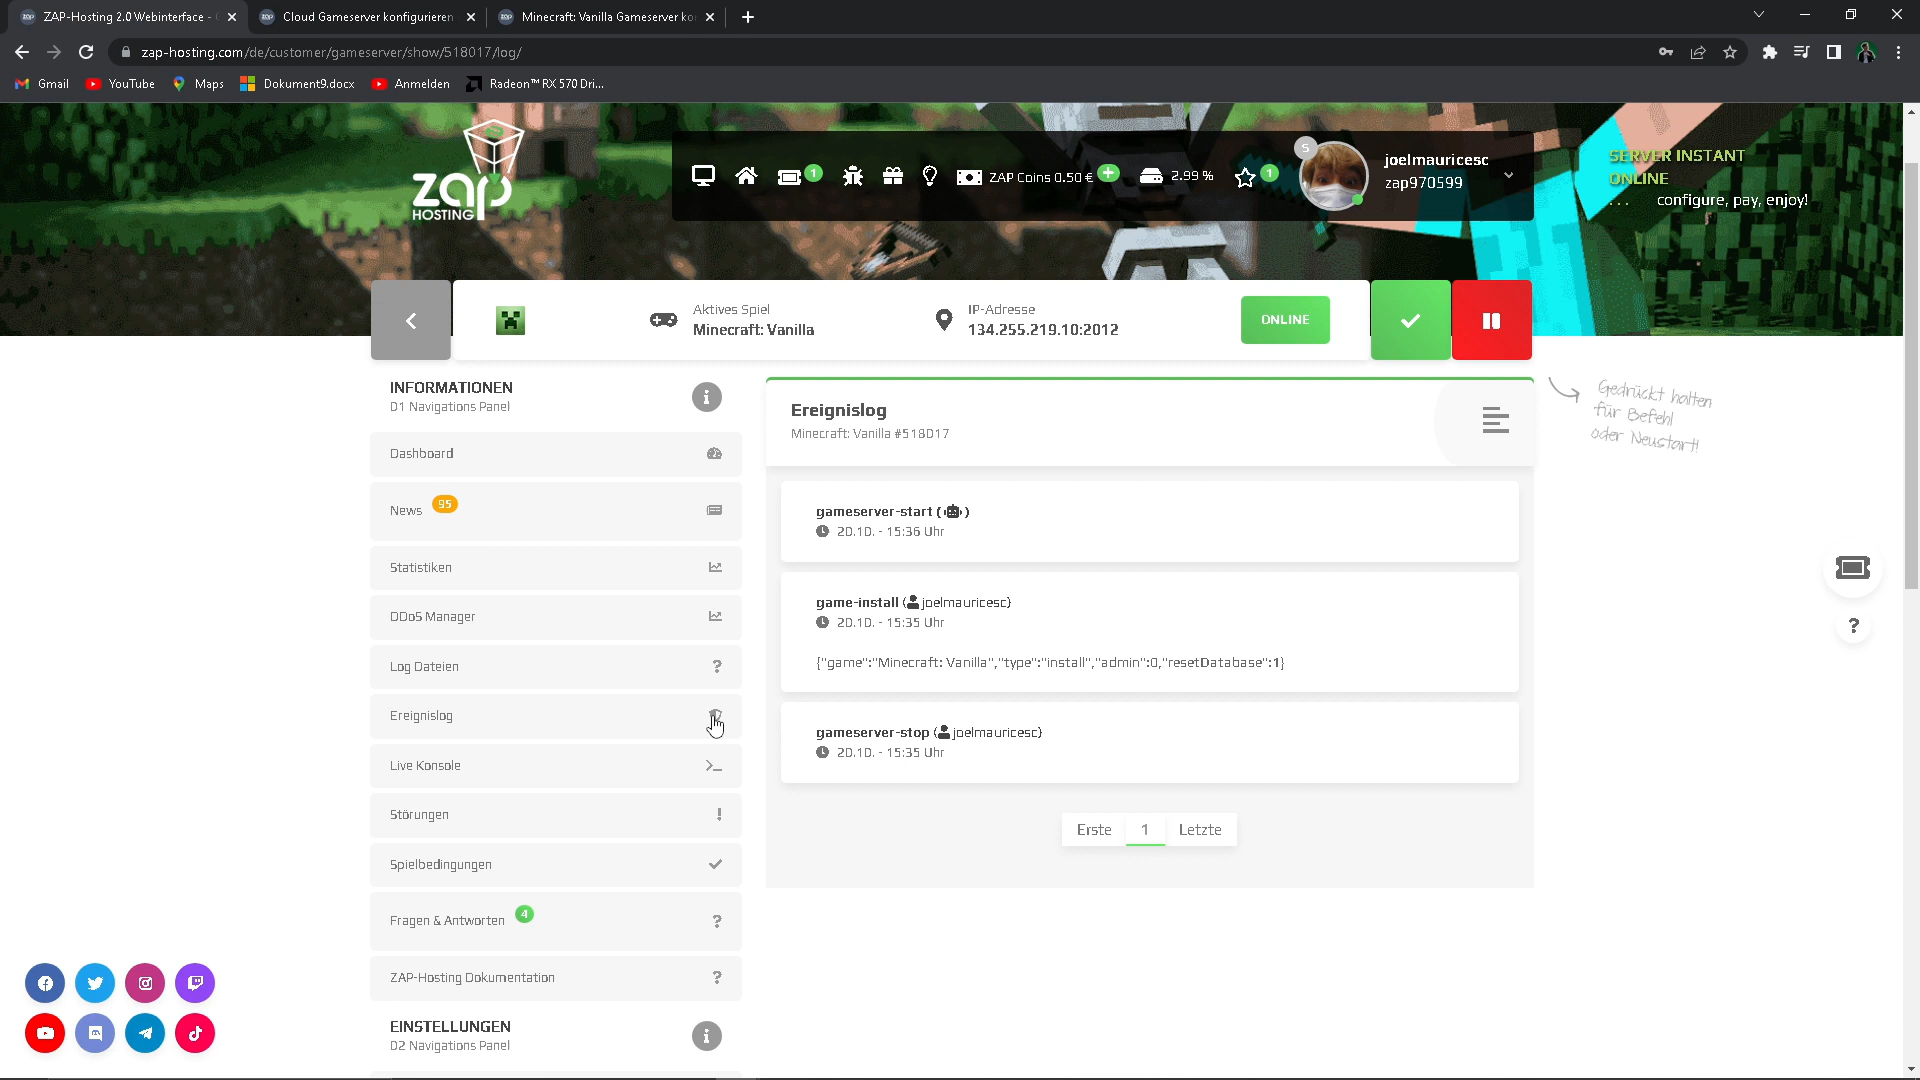 ZAP-Hosting 2.0 Webinterface -
Cloud Gameserver konfigurieren
Minecraft: Vanilla Gameserver ko
zap-hosting.com/de/customer/gameserver/show/518017/log/
Gmail
YouTube
Maps
Dokument9.docx
Anmelden
Radeon™ RX 570 Dri...
zap
HOSTING
1
ZAP Coins 0.50 €
2.99 %
1
S
joelmauricesc
zap970599
SERVER INSTANT
ONLINE
... configure, pay, enjoy!
Aktives Spiel
Minecraft: Vanilla
IP-Adresse
134.255.219.10:2012
ONLINE
Gedrückt halten
für Befehl
oder Neustart!
INFORMATIONEN
01 Navigations Panel
Dashboard
News 95
Statistiken
DDoS Manager
Log Dateien
Ereignislog
Live Konsole
Störungen
Spielbedingungen
Fragen & Antworten 4
ZAP-Hosting Dokumentation
EINSTELLUNGEN
02 Navigations Panel
Ereignislog
Minecraft: Vanilla #518017
gameserver-start ( )
20.10. - 15:36 Uhr
game-install ( joelmauricesc)
20.10. - 15:35 Uhr
{"game":"Minecraft: Vanilla","type":"install","admin":0,"resetDatabase":1}
gameserver-stop ( joelmauricesc)
20.10. - 15:35 Uhr
Erste 1 Letzte